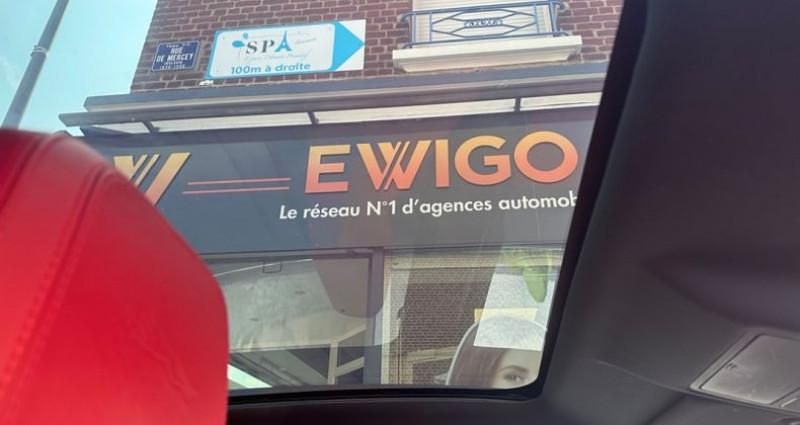 RUE
DE MERCEY
SPA
100m à droite
EWIGO
Le réseau N°1 d'agences automob